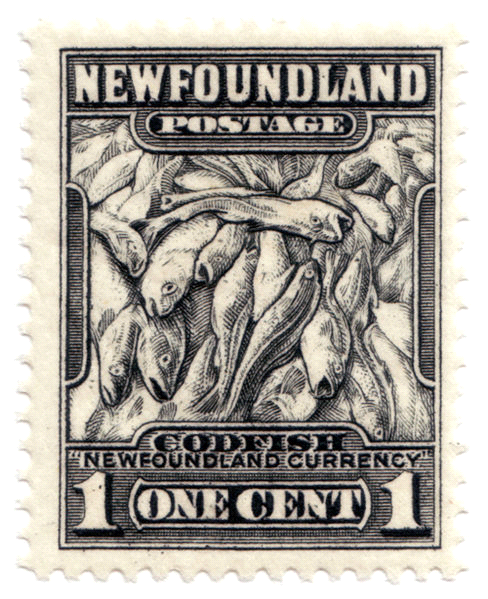 NEWFOUNDLAND
POSTAGE
CODFISH
"NEWFOUNDLAND CURRENCY"
1 ONE CENT 1